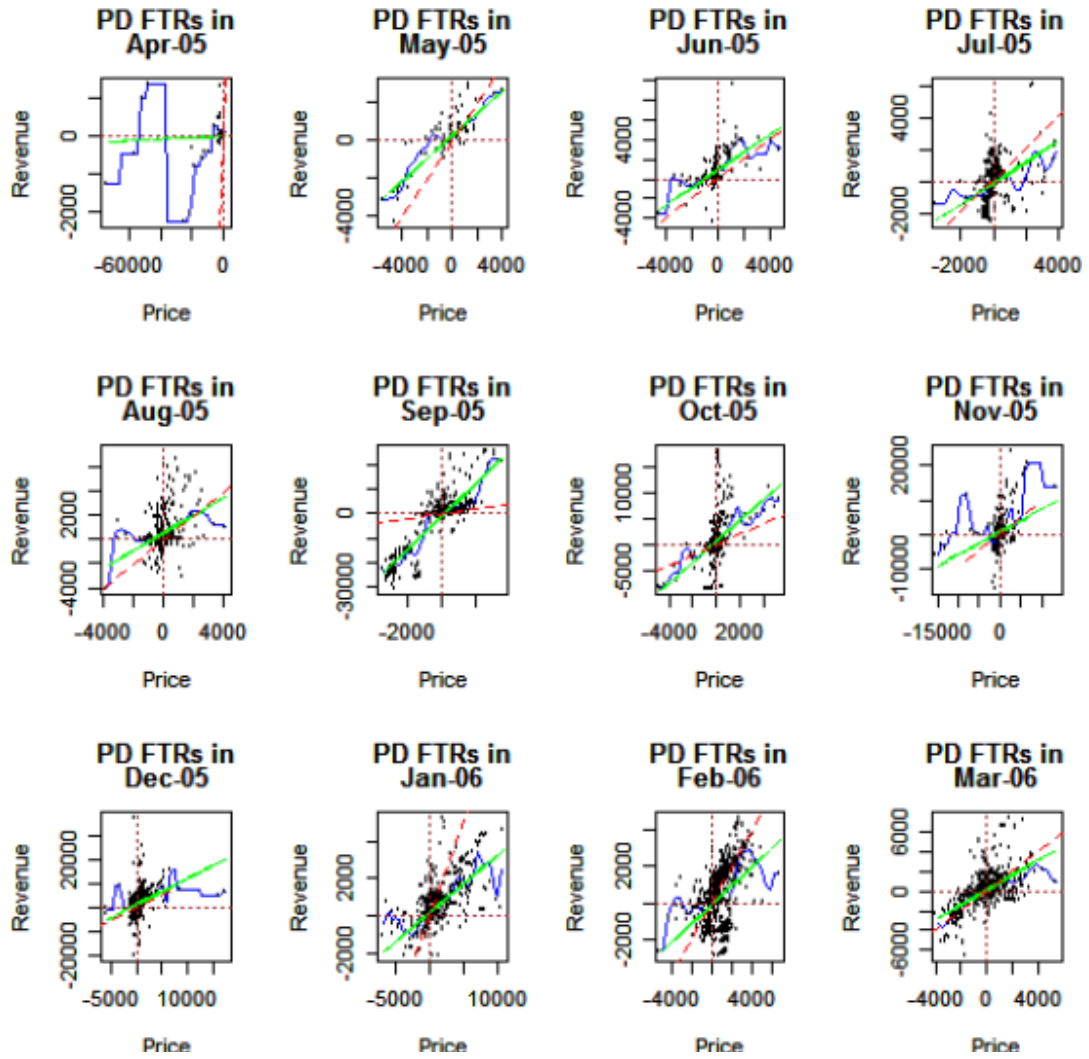 PD FTRs in
Apr-05
PD FTRs in
May-05
PD FTRs in
Jun-05
PD FTRs in
Jul-05
Revenue
0
-2000
-60000 0
Price
Revenue
0
-4000
-4000 0 4000
Price
Revenue
4000
-4000
-4000 0 4000
Price
Revenue
4000
-2000
-2000 4000
Price
PD FTRs in
Aug-05
PD FTRs in
Sep-05
PD FTRs in
Oct-05
PD FTRs in
Nov-05
Revenue
2000
-4000
-4000 0 4000
Price
Revenue
0
-30000
-2000
Price
Revenue
10000
-5000
-4000 2000
Price
Revenue
20000
-10000
-15000 0
Price
PD FTRs in
Dec-05
PD FTRs in
Jan-06
PD FTRs in
Feb-06
PD FTRs in
Mar-06
Revenue
20000
-20000
-5000 10000
Price
Revenue
20000
-20000
-5000 10000
Price
Revenue
2000
-2000
-4000 4000
Price
Revenue
6000
0
-6000
-4000 0 4000
Price